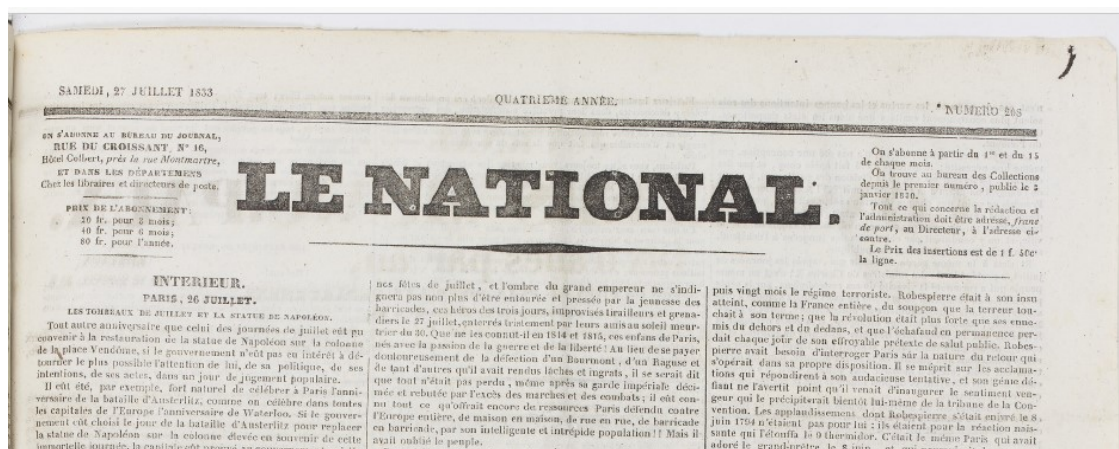 SAMEDI, 27 JUILLET 1833
QUATRIEME ANNÉE.
NUMERO 208
ON S'ABONNE AU BUREAU DU JOURNAL,
RUE DU CROISSANT, N° 16,
Hôtel Colbert, près la rue Montmartre,
ET DANS LES DÉPARTEMENS
Chez les libraires et directeurs de poste.
PRIX DE L'ABONNEMENT:
20 fr. pour 3 mois;
40 fr. pour 6 mois;
80 fr. pour l'année.
LE NATIONAL.
On s'abonne à partir du 1er et du 15
de chaque mois.
On trouve au bureau des Collections
depuis le premier numéro, publié le 3
janvier 1830.
Tout ce qui concerne la rédaction et
l'administration doit être adressé, franc
de port, au Directeur, à l'adresse ci-
contre.
Le Prix des insertions est de 1 f. 50c
la ligne.
INTERIEUR.
PARIS, 26 JUILLET.
LES TOMBEAUX DE JUILLET ET LA STATUE DE NAPOLÉON.
Tout autre anniversaire que celui des journées de juillet eût pu
convenir à la restauration de la statue de Napoléon sur la colonne
de la place Vendôme, si le gouvernement n'eût pas eu intérêt à dé-
tourner le plus possible l'attention de lui, de sa politique, de ses
intentions, de ses actes, dans un jour de jugement populaire.
Il eût été, par exemple, fort naturel de célébrer à Paris l'anni-
versaire de la bataille d'Austerlitz, comme on célèbre dans toutes
les capitales de l'Europe l'anniversaire de Waterloo. Si le gouver-
nement eût choisi le jour de la bataille d'Austerlitz pour replacer
la statue de Napoléon sur la colonne élevée en souvenir de cette
immortelle journée, la capitale eût
nos fêtes de juillet, et l'ombre du grand empereur ne s'indi-
gnera pas non plus d'être entourée et pressée par la jeunesse des
barricades, ces héros des trois jours, improvisés tirailleurs et grena-
diers le 27 juillet, enterrés tristement par leurs amis au soleil meur-
trier du 30. Que ne les connut-il en 1814 et 1815, ces enfans de Paris,
nés avec la passion de la guerre et de la liberté! Au lieu de se payer
douloureusement de la défection d'un Bourmont, d'un Raguse et
de tant d'autres qu'il avait rendus lâches et ingrats, il se serait dit
que tout n'était pas perdu, même après sa garde impériale déci-
mée et rebutée par l'excès des marches et des combats; il eût con-
nu tout ce qu'offrait encore de ressources Paris défendu contre
l'Europe entière, de maison en maison, de rue en rue, de barricade
en barricade, par son intelligente et intrépide population!! Mais il
avait oublié le peuple.
puis vingt mois le régime terroriste. Robespierre était à son insu
atteint, comme la France entière, du soupçon que la terreur tou-
chait à son terme; que la révolution était plus forte que ses enne-
mis du dehors et du dedans, et que l'échafaud en permanence per-
dait chaque jour de son effroyable prétexte de salut public. Robes-
pierre avait besoin d'interroger Paris sur la nature du retour qui
s'opérait dans sa propre disposition. Il se méprit sur les acclama-
tions qui répondirent à son audacieuse tentative, et son génie dé-
fiant ne l'avertit point qu'il venait d'inaugurer le sentiment ven-
geur qui le précipiterait bientôt lui-même de la tribune de la Con-
vention. Les applaudissemens dont Robespierre s'était enivré le 8
juin 1794 n'étaient pas pour lui: ils étaient pour la réaction nais-
sante qui l'étouffa le 9 thermidor. C'était le même Paris qui avait
adoré le grand-prêtre le 8 juin, et qui